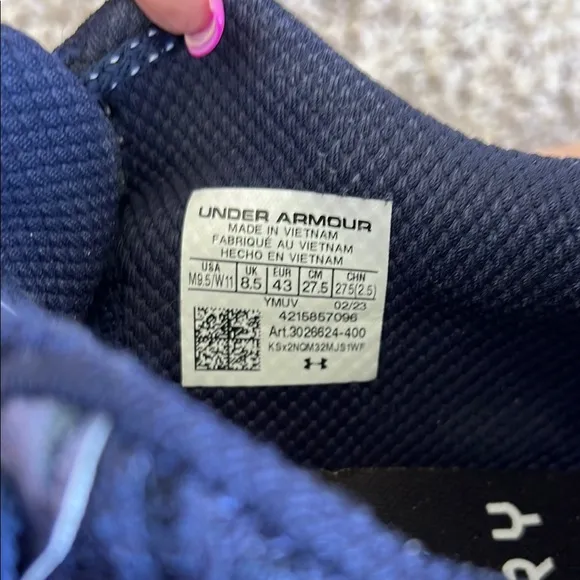 UNDER ARMOUR
MADE IN VIETNAM
FABRIQUÉ AU VIETNAM
HECHO EN VIETNAM
USA UK EUR CM CHN
M9.5/W11 8.5 43 27.5 275(2.5)
YMUV 02/23
4215857096
Art.3026624-400
KSx2NQM32MJS1WF
RY